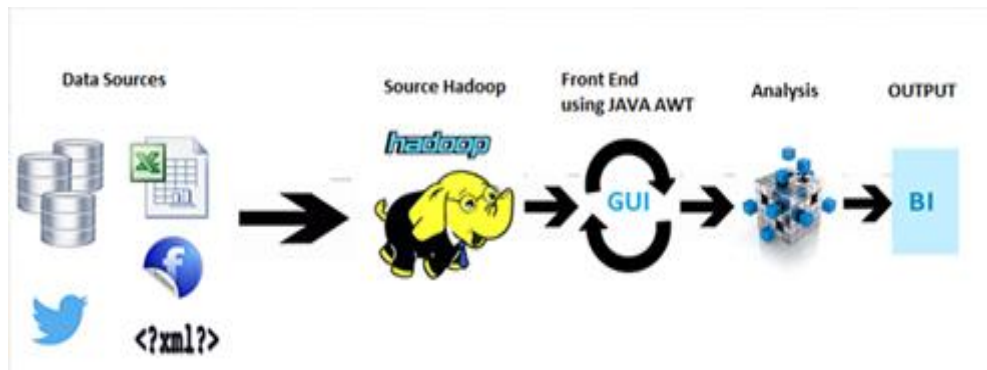 Data Sources
Source Hadoop
Front End
using JAVA AWT
Analysis
OUTPUT
hadoop
GUI
BI
f
<?xml?>